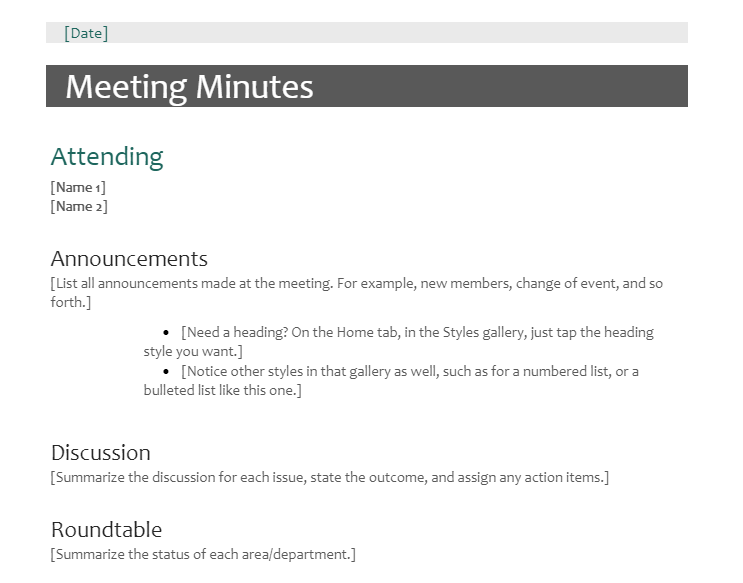 [Date]
Meeting Minutes
Attending
[Name 1]
[Name 2]
Announcements
[List all announcements made at the meeting. For example, new members, change of event, and so
forth.]
• [Need a heading? On the Home tab, in the Styles gallery, just tap the heading
style you want.]
• [Notice other styles in that gallery as well, such as for a numbered list, or a
bulleted list like this one.]
Discussion
[Summarize the discussion for each issue, state the outcome, and assign any action items.]
Roundtable
[Summarize the status of each area/department.]